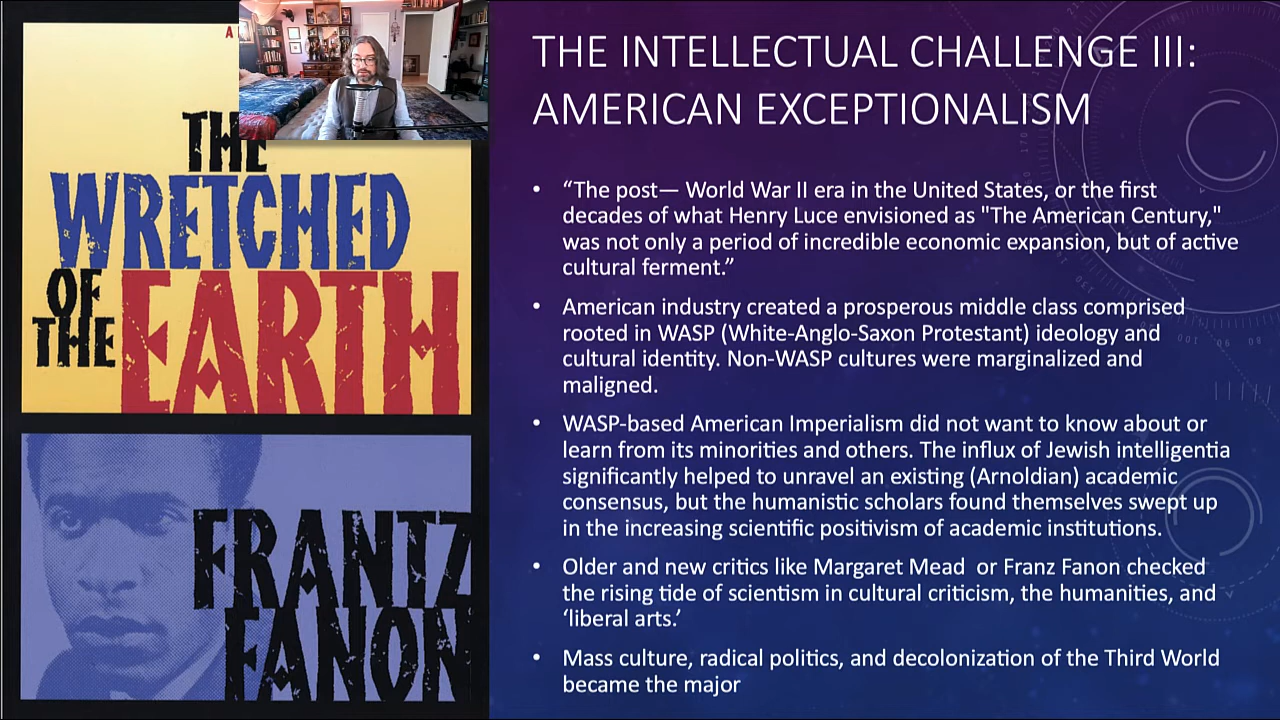 A
THE
WRETCHED
OF
THE
EARTH
FRANTZ
FANON
THE INTELLECTUAL CHALLENGE III:
AMERICAN EXCEPTIONALISM
• “The post— World War II era in the United States, or the first
decades of what Henry Luce envisioned as "The American Century,"
was not only a period of incredible economic expansion, but of active
cultural ferment.”
• American industry created a prosperous middle class comprised
rooted in WASP (White-Anglo-Saxon Protestant) ideology and
cultural identity. Non-WASP cultures were marginalized and
maligned.
• WASP-based American Imperialism did not want to know about or
learn from its minorities and others. The influx of Jewish intelligentia
significantly helped to unravel an existing (Arnoldian) academic
consensus, but the humanistic scholars found themselves swept up
in the increasing scientific positivism of academic institutions.
• Older and new critics like Margaret Mead  or Franz Fanon checked
the rising tide of scientism in cultural criticism, the humanities, and
‘liberal arts.’
• Mass culture, radical politics, and decolonization of the Third World
became the major